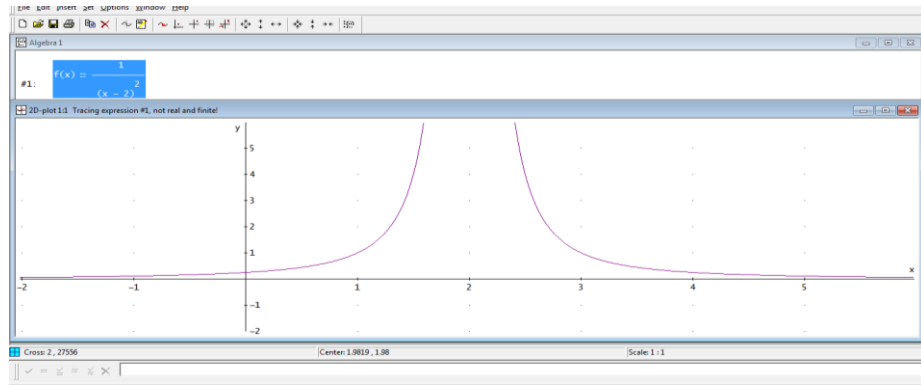 File Edit Insert Set Options Window Help
Algebra 1
#1: f(x) := 1
2
(x - 2)
2D-plot 1:1 Tracing expression #1, not real and finite!
y
5
4
3
2
1
x
-2 -1 1 2 3 4 5
-1
-2
Cross: 2 , 27556 Center: 1.9819 , 1.98 Scale: 1 : 1